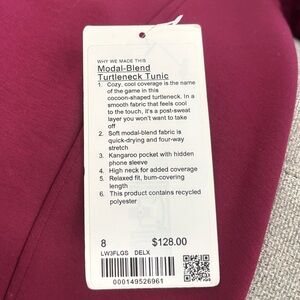 WHY WE MADE THIS
Modal-Blend
Turtleneck Tunic
1. Cozy, cool coverage is the name
of the game in this
cocoon-shaped turtleneck. In a
smooth fabric that feels cool
to the touch, it's a post-sweat
layer you won't want to take
off
2. Soft modal-blend fabric is
quick-drying and four-way
stretch
3. Kangaroo pocket with hidden
phone sleeve
4. High neck for added coverage
5. Relaxed fit, bum-covering
length
6. This product contains recycled
polyester
8 $128.00
LW3FLGS DELX
000149526961